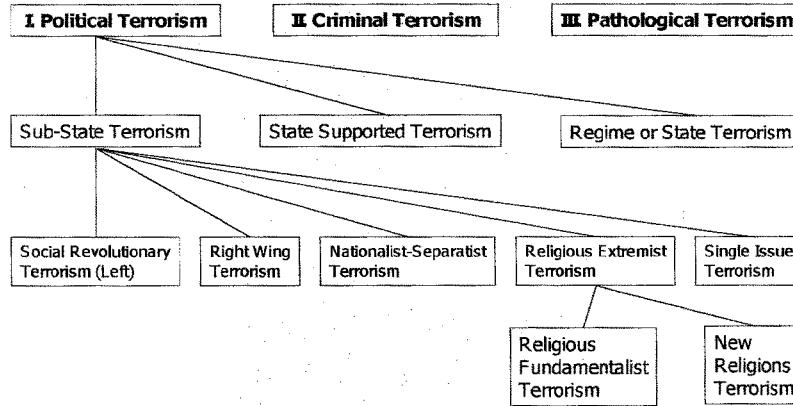 I Political Terrorism
II Criminal Terrorism
III Pathological Terrorism
Sub-State Terrorism
State Supported Terrorism
Regime or State Terrorism
Social Revolutionary
Terrorism (Left)
Right Wing
Terrorism
Nationalist-Separatist
Terrorism
Religious Extremist
Terrorism
Single Issue
Terrorism
Religious
Fundamentalist
Terrorism
New
Religions
Terrorism